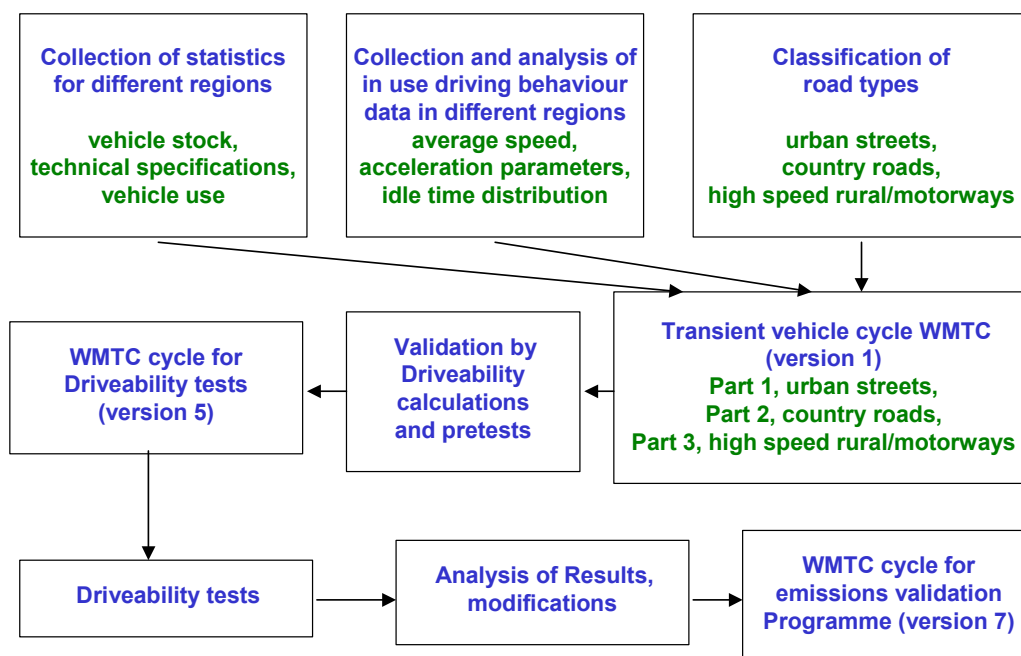 Collection of statistics
for different regions
vehicle stock,
technical specifications,
vehicle use
Collection and analysis of
in use driving behaviour
data in different regions
average speed,
acceleration parameters,
idle time distribution
Classification of
road types
urban streets,
country roads,
high speed rural/motorways
Transient vehicle cycle WMTC
(version 1)
Part 1, urban streets,
Part 2, country roads,
Part 3, high speed rural/motorways
Validation by
Driveability
calculations
and pretests
WMTC cycle for
Driveability tests
(version 5)
Driveability tests
Analysis of Results,
modifications
WMTC cycle for
emissions validation
Programme (version 7)